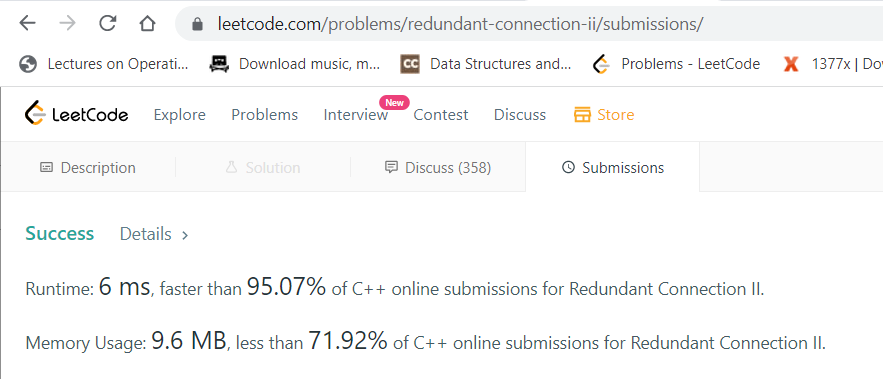 leetcode.com/problems/redundant-connection-ii/submissions/
Lectures on Operati... Download music, m... CC Data Structures and... Problems - LeetCode X 1377x | Do
LeetCode Explore Problems Interview New Contest Discuss Store
Description Solution Discuss (358) Submissions
Success Details >
Runtime: 6 ms, faster than 95.07% of C++ online submissions for Redundant Connection II.
Memory Usage: 9.6 MB, less than 71.92% of C++ online submissions for Redundant Connection II.